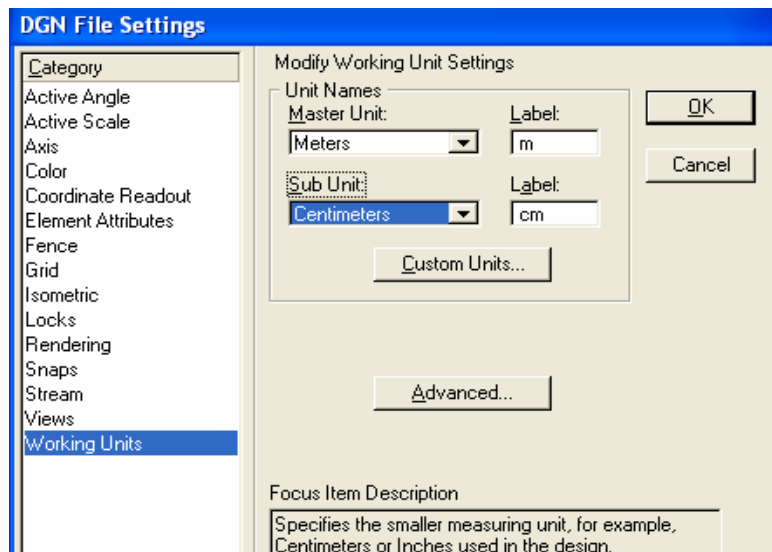 DGN File Settings
Category
Active Angle
Active Scale
Axis
Color
Coordinate Readout
Element Attributes
Fence
Grid
Isometric
Locks
Rendering
Snaps
Stream
Views
Working Units
Modify Working Unit Settings
Unit Names
Master Unit: Label:
Meters m
Sub Unit: Label:
Centimeters cm
Custom Units...
Advanced...
OK
Cancel
Focus Item Description
Specifies the smaller measuring unit, for example,
Centimeters or Inches used in the design.